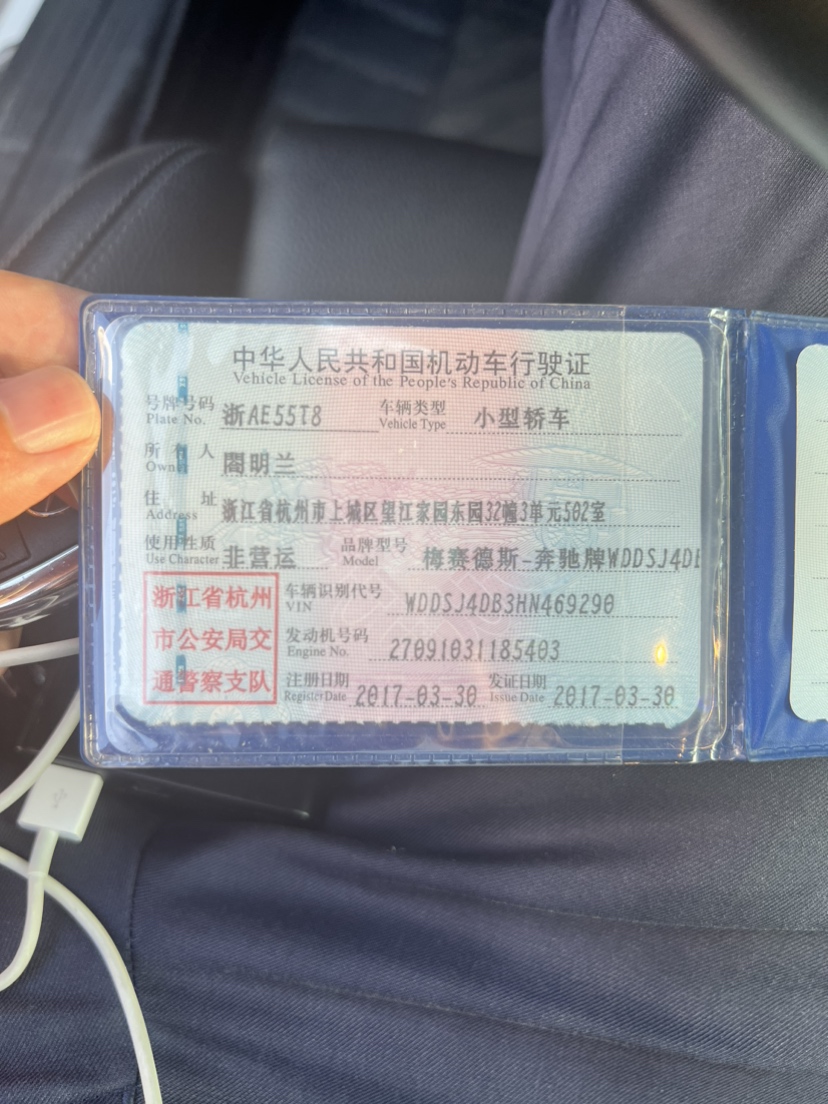 中华人民共和国机动车行驶证
Vehicle License of the People's Republic of China
号牌号码 浙AE55T8 车辆类型 小型轿车
Plate No. Vehicle Type
所有人 閤明兰
Owner
住址 浙江省杭州市上城区望江家园东园32幢3单元502室
Address
使用性质 非营运 品牌型号 梅赛德斯-奔驰牌WDDSJ4DB
Use Character Model
浙江省杭州
市公安局交
通警察支队
车辆识别代号 WDDSJ4DB3HN469290
VIN
发动机号码 27091031185403
Engine No.
注册日期 2017-03-30 发证日期 2017-03-30
Register Date Issue Date